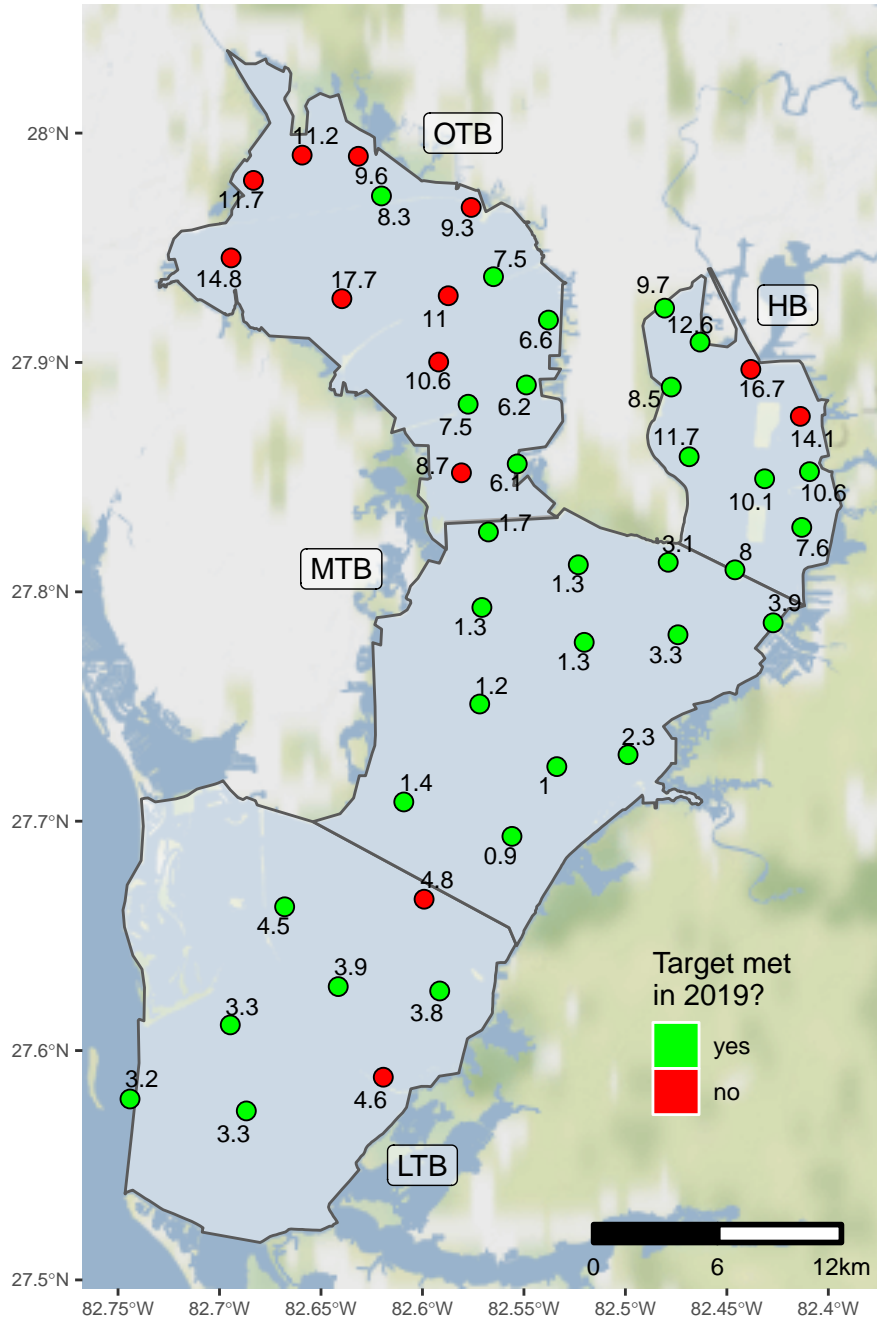 28°N
27.9°N
27.8°N
27.7°N
27.6°N
27.5°N
OTB
11.2
9.6
11.7
8.3
9.3
14.8
17.7
7.5
11
6.6
10.6
6.2
7.5
8.7
6.1
HB
9.7
12.6
16.7
8.5
14.1
11.7
10.1
10.6
7.6
8
MTB
1.7
1.3
3.1
3.9
1.3
1.3
3.3
1.2
2.3
1
1.4
0.9
4.8
4.5
3.9
3.8
3.3
3.2
4.6
3.3
LTB
Target met
in 2019?
yes
no
0 6 12km
82.75°W 82.7°W 82.65°W 82.6°W 82.55°W 82.5°W 82.45°W 82.4°W